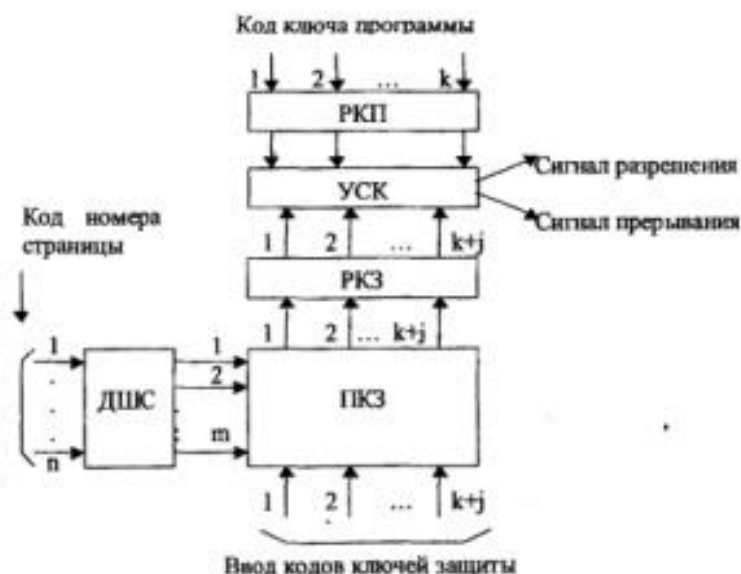 Код ключа программы
1 2 ... k
РКП
УСК
Сигнал разрешения
Сигнал прерывания
Код номера
страницы
1 2 ... k+j
РКЗ
1 2 ... k+j
1
.
.
.
n
ДШС
1
2
:
m
ПКЗ
1 2 ... k+j
Ввод кодов ключей защиты